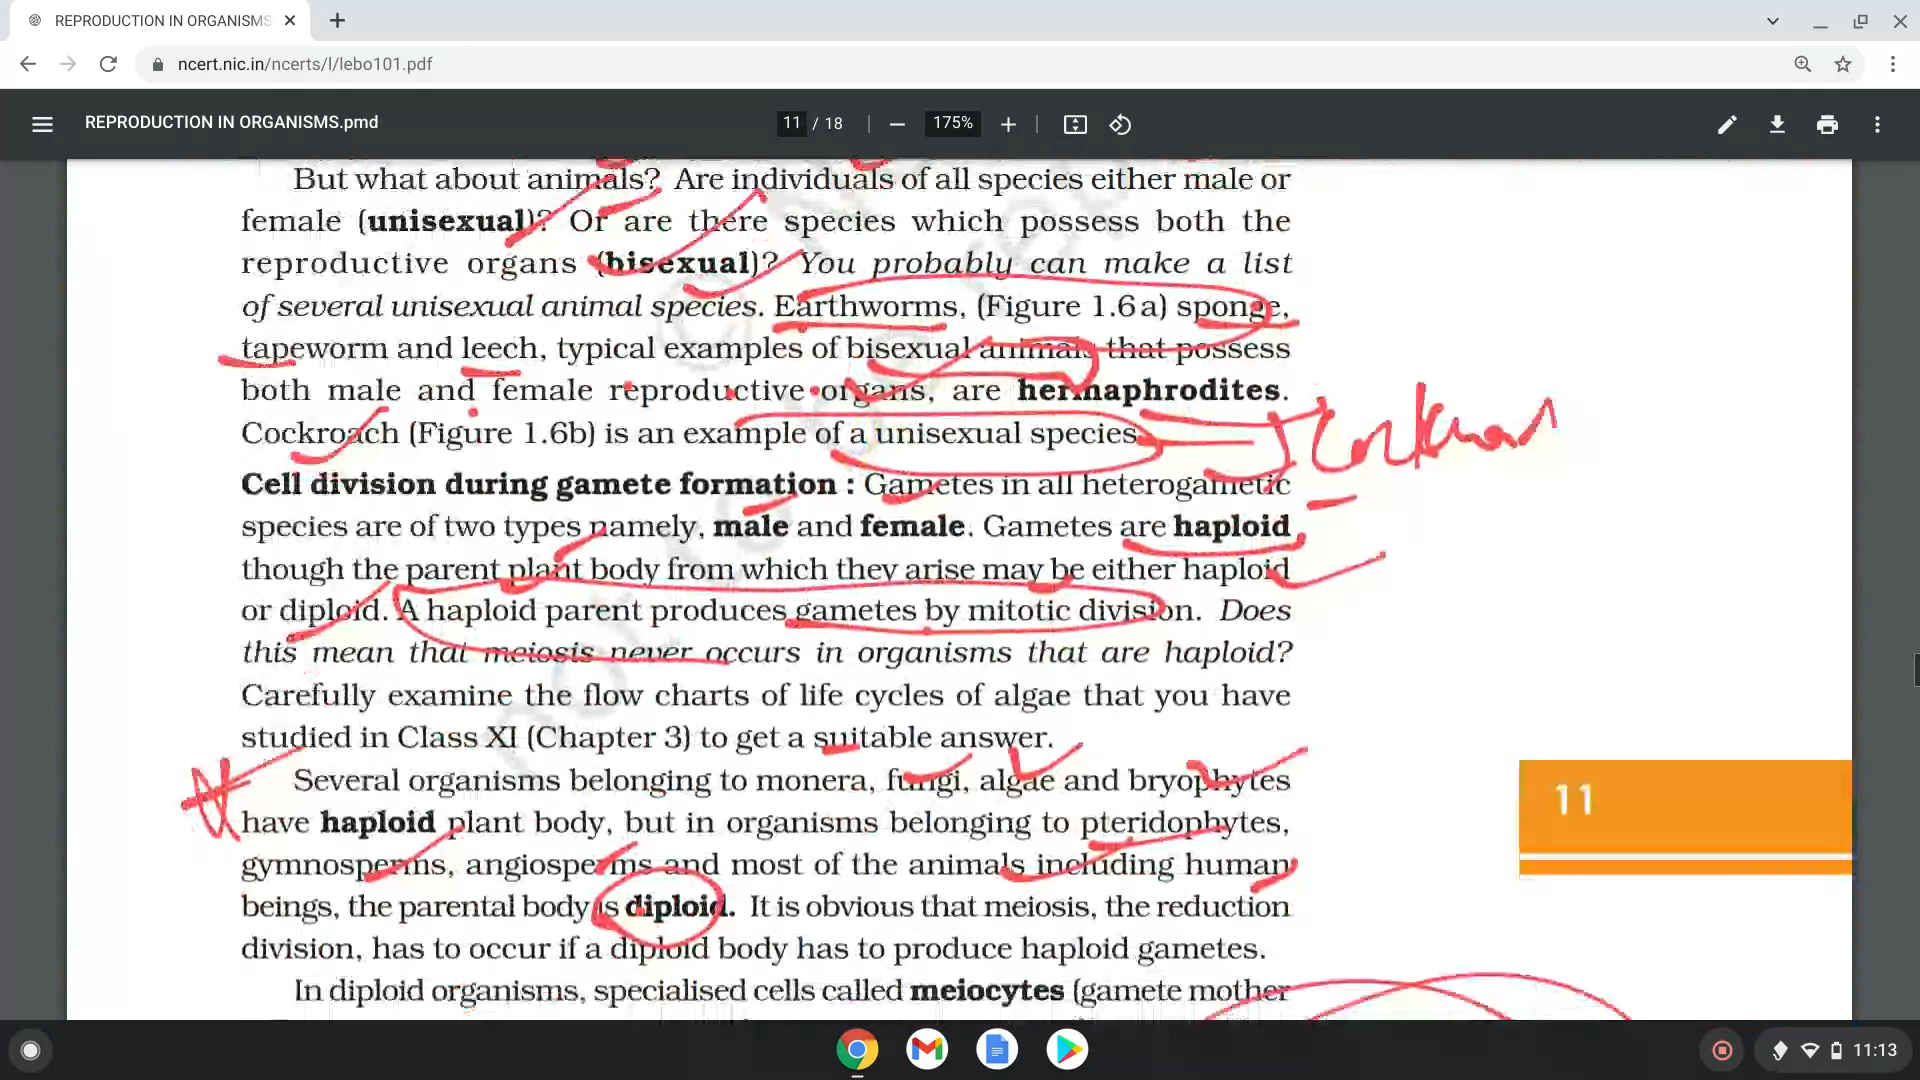 REPRODUCTION IN ORGANISMS
ncert.nic.in/ncerts/l/lebo101.pdf
REPRODUCTION IN ORGANISMS.pmd
11 / 18
175%
But what about animals? Are individuals of all species either male or
female (unisexual)? Or are there species which possess both the
reproductive organs (bisexual)? You probably can make a list
of several unisexual animal species. Earthworms, (Figure 1.6 a) sponge,
tapeworm and leech, typical examples of bisexual animals that possess
both male and female reproductive organs, are hermaphrodites.
Cockroach (Figure 1.6b) is an example of a unisexual species.
Cell division during gamete formation : Gametes in all heterogametic
species are of two types namely, male and female. Gametes are haploid
though the parent plant body from which they arise may be either haploid
or diploid. A haploid parent produces gametes by mitotic division. Does
this mean that meiosis never occurs in organisms that are haploid?
Carefully examine the flow charts of life cycles of algae that you have
studied in Class XI (Chapter 3) to get a suitable answer.
Several organisms belonging to monera, fungi, algae and bryophytes
have haploid plant body, but in organisms belonging to pteridophytes,
gymnosperms, angiosperms and most of the animals including human
beings, the parental body is diploid. It is obvious that meiosis, the reduction
division, has to occur if a diploid body has to produce haploid gametes.
In diploid organisms, specialised cells called meiocytes (gamete mother
11
11:13